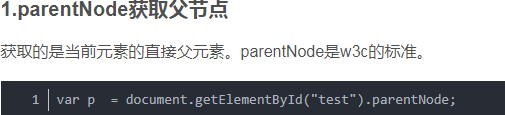 1.parentNode获取父节点
获取的是当前元素的直接父元素。parentNode是w3c的标准。
1 var p  = document.getElementById("test").parentNode;